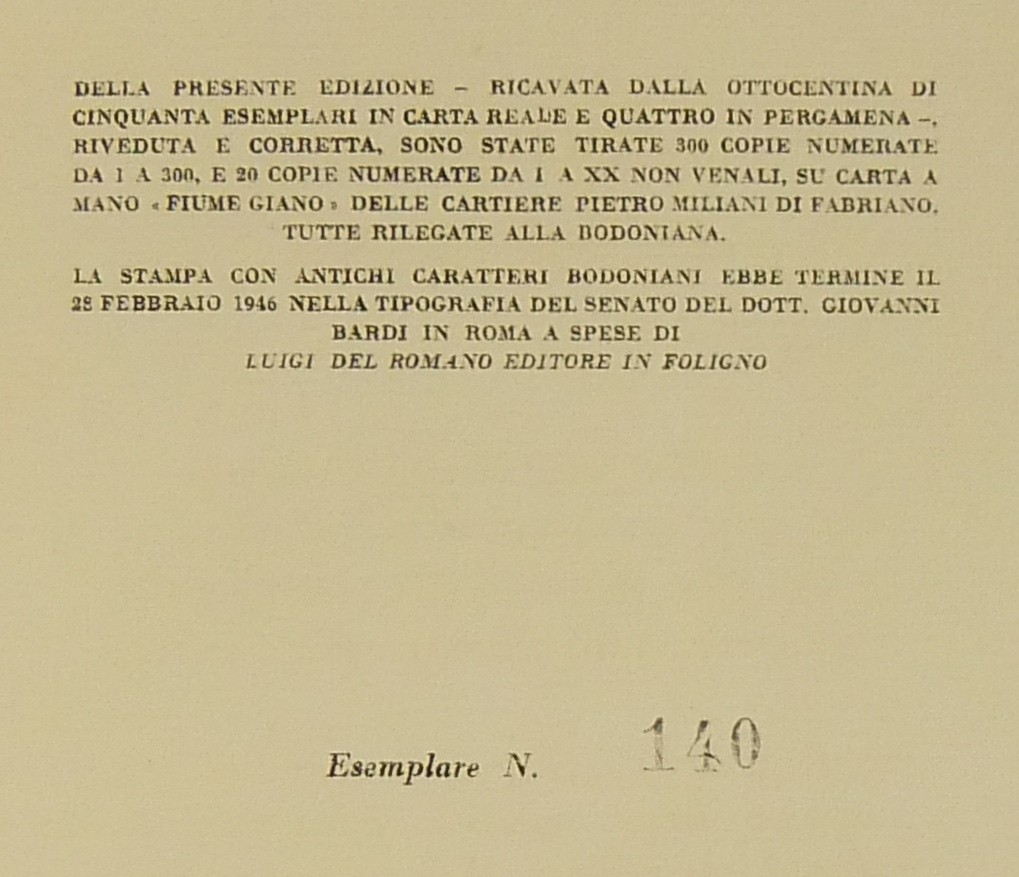 DELLA PRESENTE EDIZIONE – RICAVATA DALLA OTTOCENTINA DI
CINQUANTA ESEMPLARI IN CARTA REALE E QUATTRO IN PERGAMENA –,
RIVEDUTA E CORRETTA, SONO STATE TIRATE 300 COPIE NUMERATE
DA 1 A 300, E 20 COPIE NUMERATE DA I A XX NON VENALI, SU CARTA A
MANO « FIUME GIANO » DELLE CARTIERE PIETRO MILIANI DI FABRIANO,
TUTTE RILEGATE ALLA BODONIANA.
LA STAMPA CON ANTICHI CARATTERI BODONIANI EBBE TERMINE IL
28 FEBBRAIO 1946 NELLA TIPOGRAFIA DEL SENATO DEL DOTT. GIOVANNI
BARDI IN ROMA A SPESE DI
LUIGI DEL ROMANO EDITORE IN FOLIGNO
Esemplare N. 140